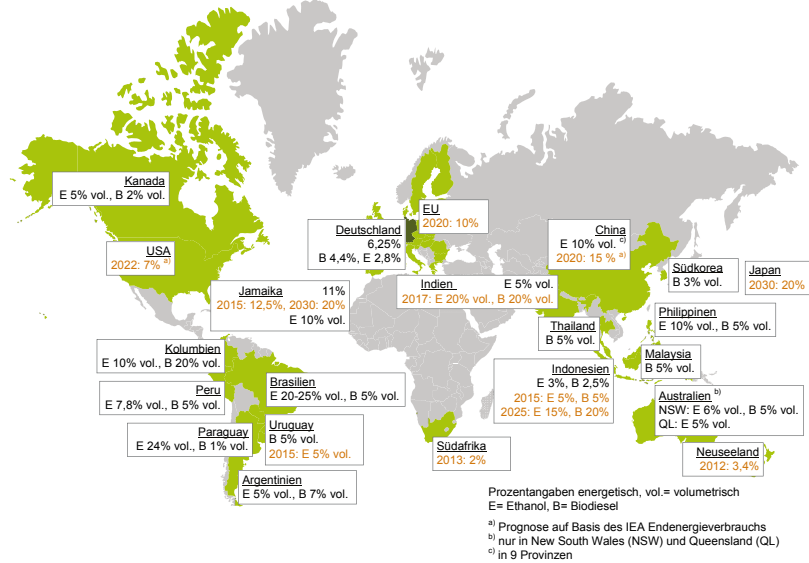 Kanada
E 5% vol., B 2% vol.
USA
2022: 7% a)
Deutschland
6,25%
B 4,4%, E 2,8%
EU
2020: 10%
China
E 10% vol. c)
2020: 15 % a)
Südkorea
B 3% vol.
Japan
2030: 20%
Jamaika 11%
2015: 12,5%, 2030: 20%
E 10% vol.
Indien E 5% vol.
2017: E 20% vol., B 20% vol.
Thailand
B 5% vol.
Philippinen
E 10% vol., B 5% vol.
Kolumbien
E 10% vol., B 20% vol.
Malaysia
B 5% vol.
Peru
E 7,8% vol., B 5% vol.
Brasilien
E 20-25% vol., B 5% vol.
Indonesien
E 3%, B 2,5%
2015: E 5%, B 5%
2025: E 15%, B 20%
Australien b)
NSW: E 6% vol., B 5% vol.
QL: E 5% vol.
Paraguay
E 24% vol., B 1% vol.
Uruguay
B 5% vol.
2015: E 5% vol.
Südafrika
2013: 2%
Neuseeland
2012: 3,4%
Argentinien
E 5% vol., B 7% vol.
Prozentangaben energetisch, vol.= volumetrisch
E= Ethanol, B= Biodiesel
a) Prognose auf Basis des IEA Endenergieverbrauchs
b) nur in New South Wales (NSW) und Queensland (QL)
c) in 9 Provinzen